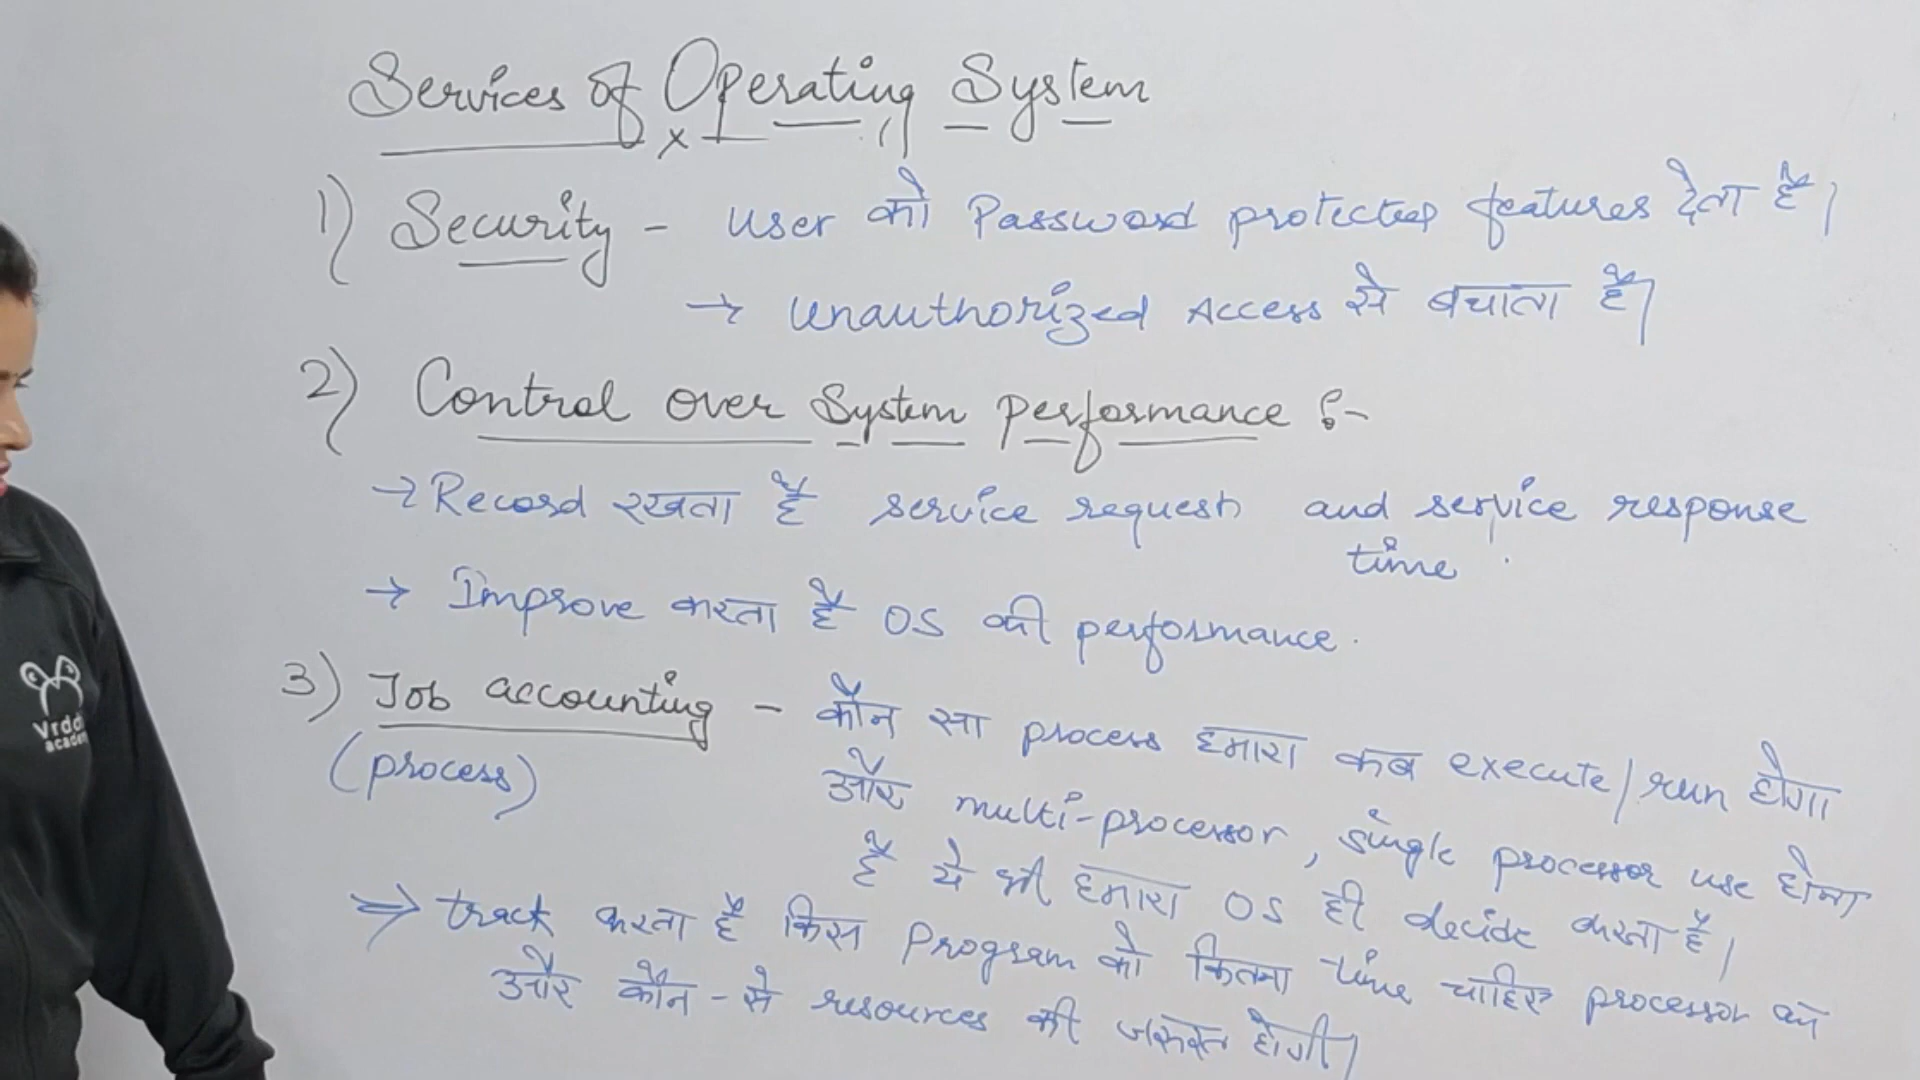 Services of Operating System
1) Security - user को Password protected features देता है।
→ Unauthorized Access से बचाता है।
2) Control over System performance :-
→ Record रखता है service request and service response
time.
→ Improve करता है OS की performance.
3) Job accounting - कौन सा process हमारा कब execute/run होगा
(process) और multi-processor, single processor use होना
है ये भी हमारा OS ही decide करता है।
⇒ track करता है किस Program को कितना time चाहिए processor का
और कौन-से resources की जरूरत होगी।
Vrdd
acade